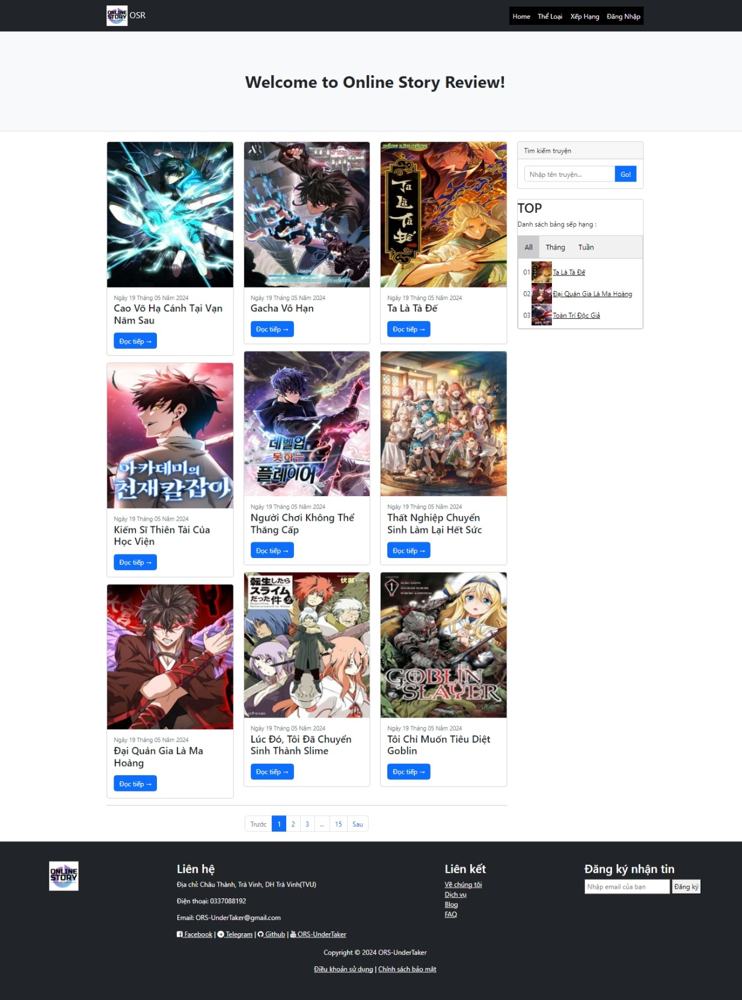 ONLINE
STORY
OSR
Home Thể Loại Xếp Hạng Đăng Nhập
Welcome to Online Story Review!
Ngày 19 Tháng 05 Năm 2024
Cao Võ Hạ Cánh Tại Vạn
Năm Sau
Đọc tiếp →
LOADING
Ngày 19 Tháng 05 Năm 2024
Gacha Vô Hạn
Đọc tiếp →
Ta
Là
Tà
Đế
Ngày 19 Tháng 05 Năm 2024
Ta Là Tà Đế
Đọc tiếp →
Tìm kiếm truyện
Nhập tên truyện...
Go!
TOP
Danh sách bảng sếp hạng :
All Tháng Tuần
01 Ta Là Tà Đế
02 Đại Quản Gia Là Ma Hoàng
03 Toàn Trí Độc Giả
아카데미의
천재칼잡이
Ngày 19 Tháng 05 Năm 2024
Kiếm Sĩ Thiên Tài Của
Học Viện
Đọc tiếp →
레벨업
못하는
플레이어
Ngày 19 Tháng 05 Năm 2024
Người Chơi Không Thể
Thăng Cấp
Đọc tiếp →
Ngày 19 Tháng 05 Năm 2024
Thất Nghiệp Chuyển
Sinh Làm Lại Hết Sức
Đọc tiếp →
Ngày 19 Tháng 05 Năm 2024
Đại Quản Gia Là Ma
Hoàng
Đọc tiếp →
転生したら
スライム
だった件 2
伏瀬
Ngày 19 Tháng 05 Năm 2024
Lúc Đó, Tôi Đã Chuyển
Sinh Thành Slime
Đọc tiếp →
1
GOBLIN
SLAYER
Ngày 19 Tháng 05 Năm 2024
Tôi Chỉ Muốn Tiêu Diệt
Goblin
Đọc tiếp →
Trước 1 2 3 ... 15 Sau
ONLINE
STORY
Liên hệ
Địa chỉ: Châu Thành, Trà Vinh, DH Trà Vinh(TVU)
Điện thoại: 0337088192
Email: ORS-UnderTaker@gmail.com
Facebook | Telegram | Github | ORS-UnderTaker
Liên kết
Về chúng tôi
Dịch vụ
Blog
FAQ
Đăng ký nhận tin
Nhập email của bạn
Đăng ký
Copyright © 2024 ORS-UnderTaker
Điều khoản sử dụng | Chính sách bảo mật